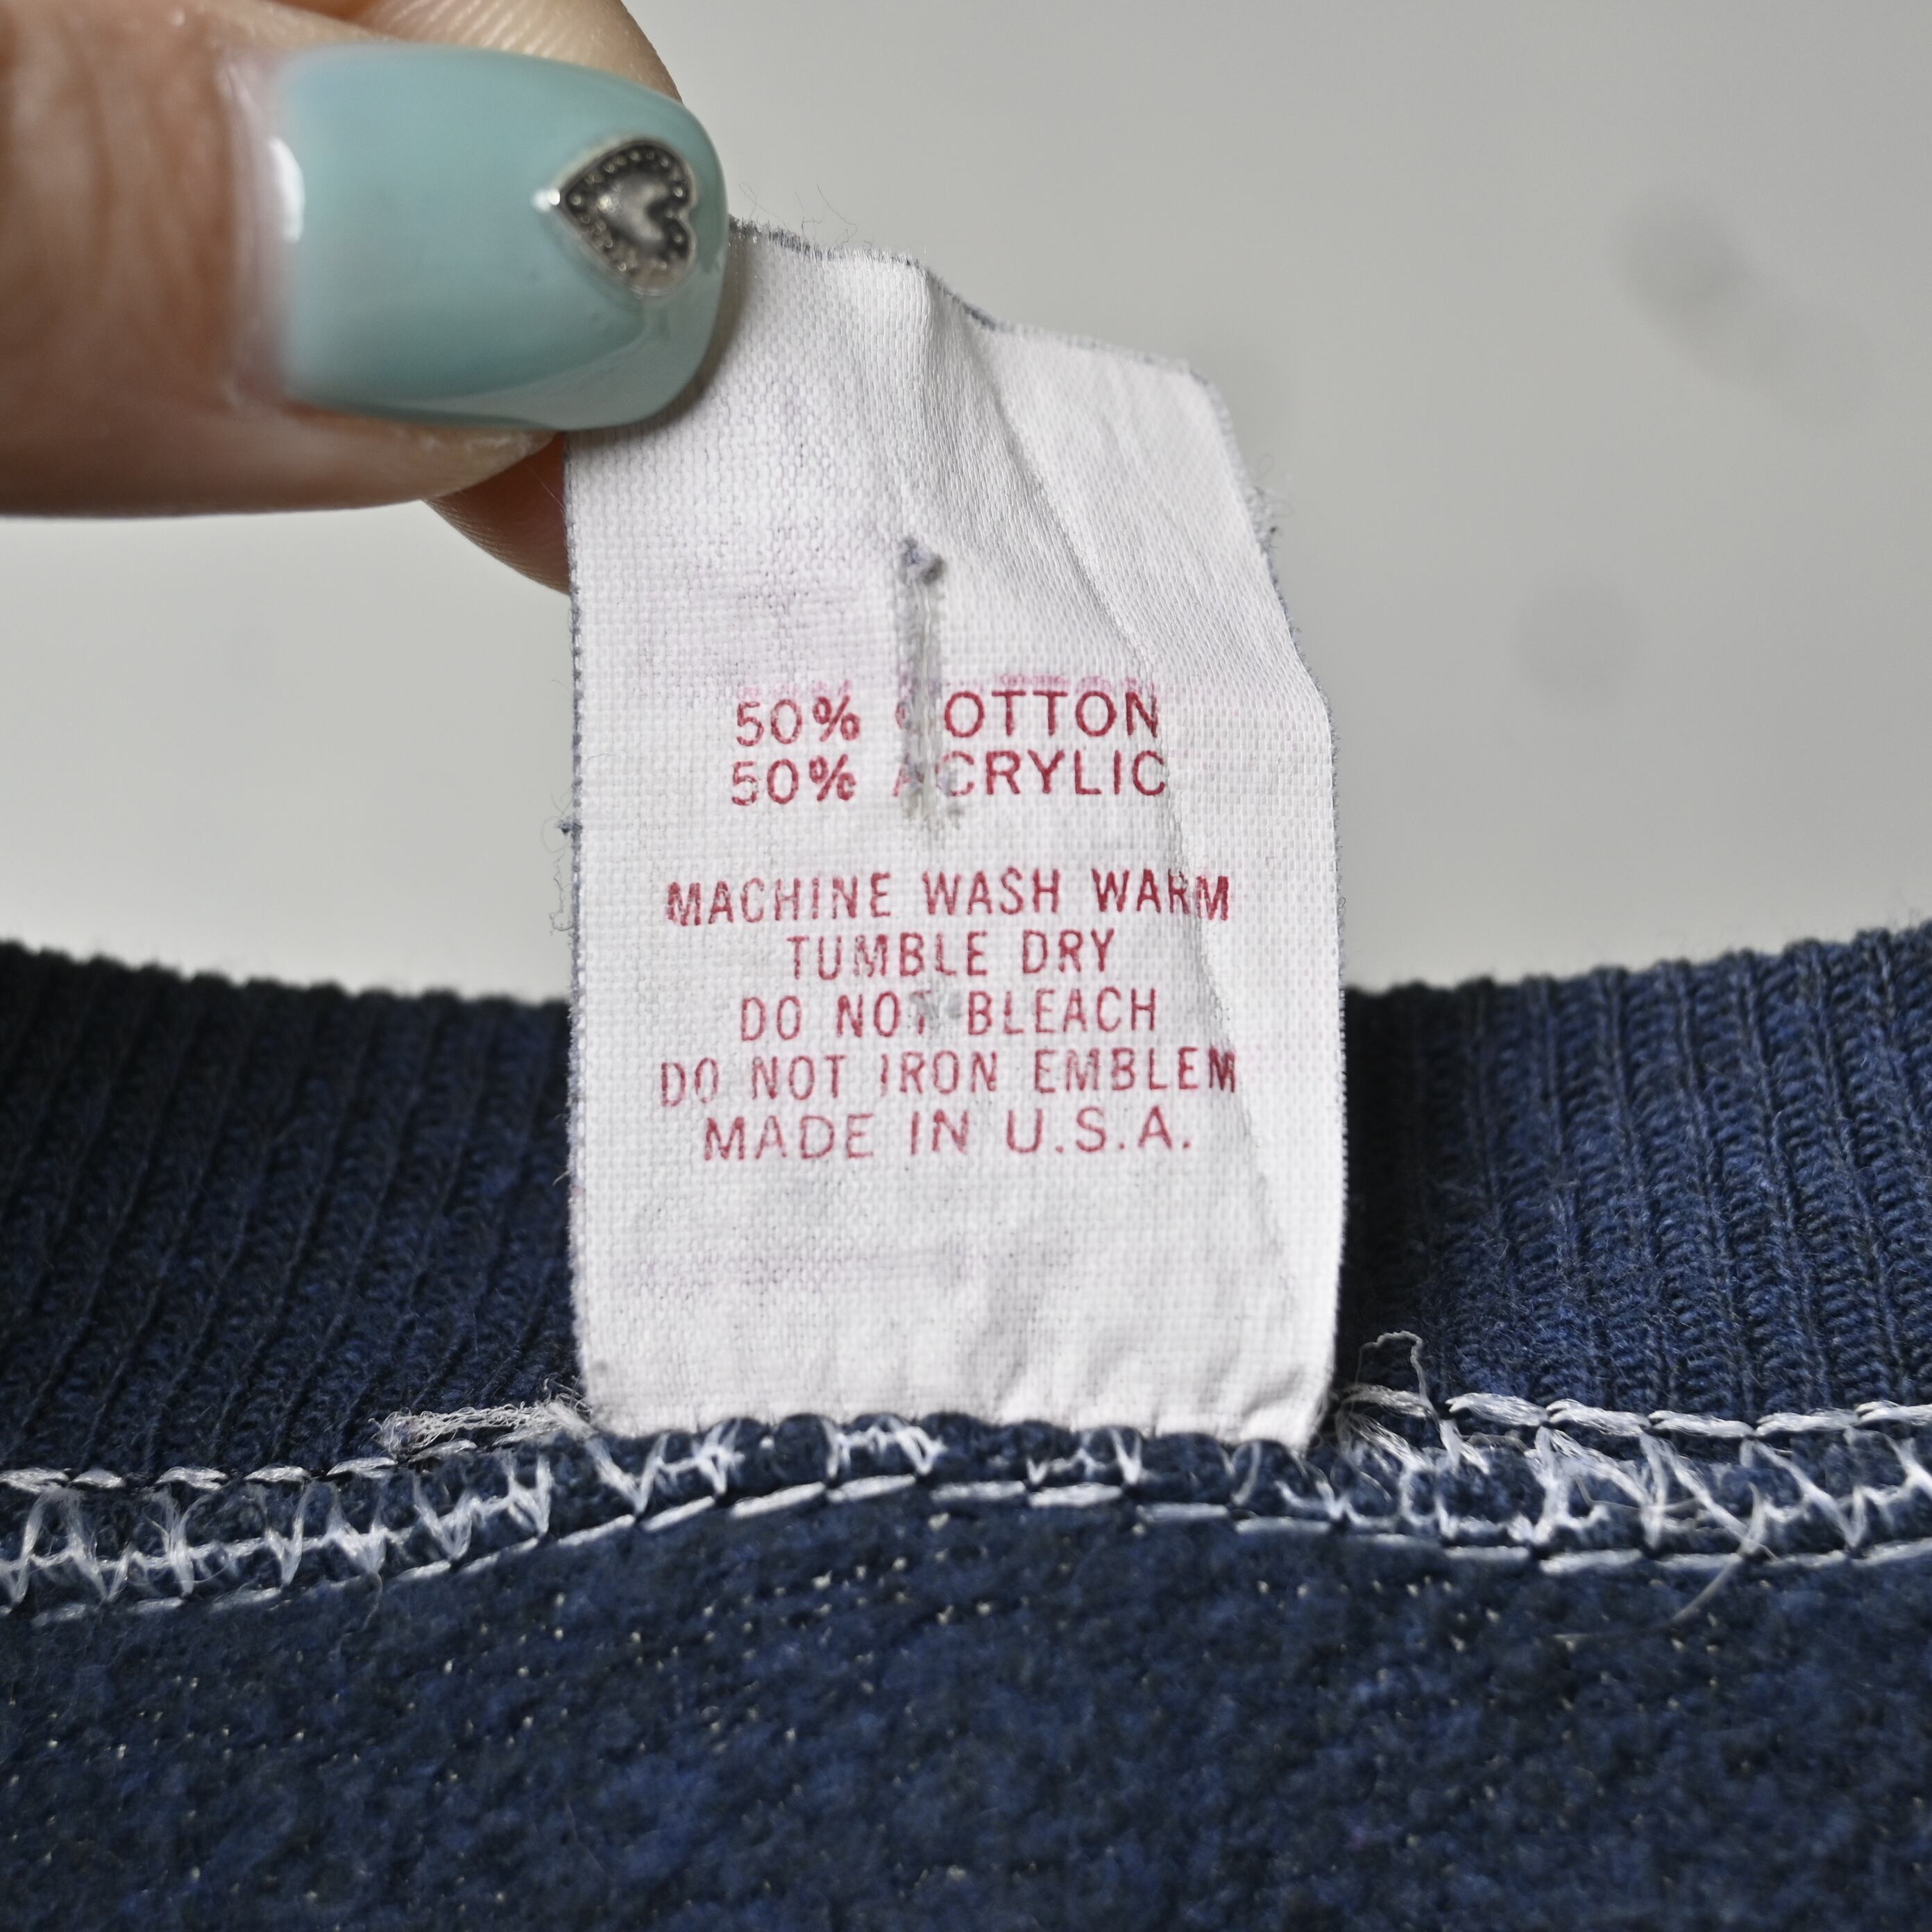 50% COTTON
50% ACRYLIC
MACHINE WASH WARM
TUMBLE DRY
DO NOT BLEACH
DO NOT IRON EMBLEM
MADE IN U.S.A.